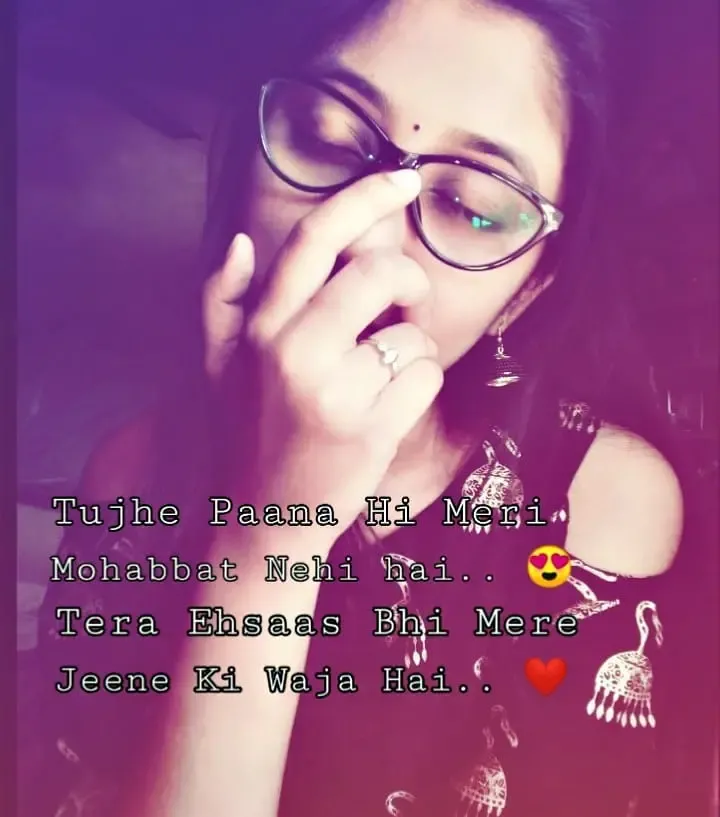 Tujhe Paana Hi Meri
Mohabbat Nehi hai.. 😍
Tera Ehsaas Bhi Mere
Jeene Ki Waja Hai.. ❤️